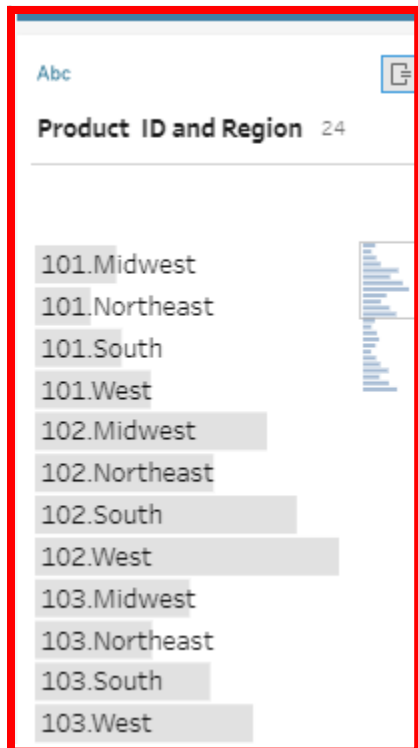 Abc
Product ID and Region 24
101.Midwest
101.Northeast
101.South
101.West
102.Midwest
102.Northeast
102.South
102.West
103.Midwest
103.Northeast
103.South
103.West